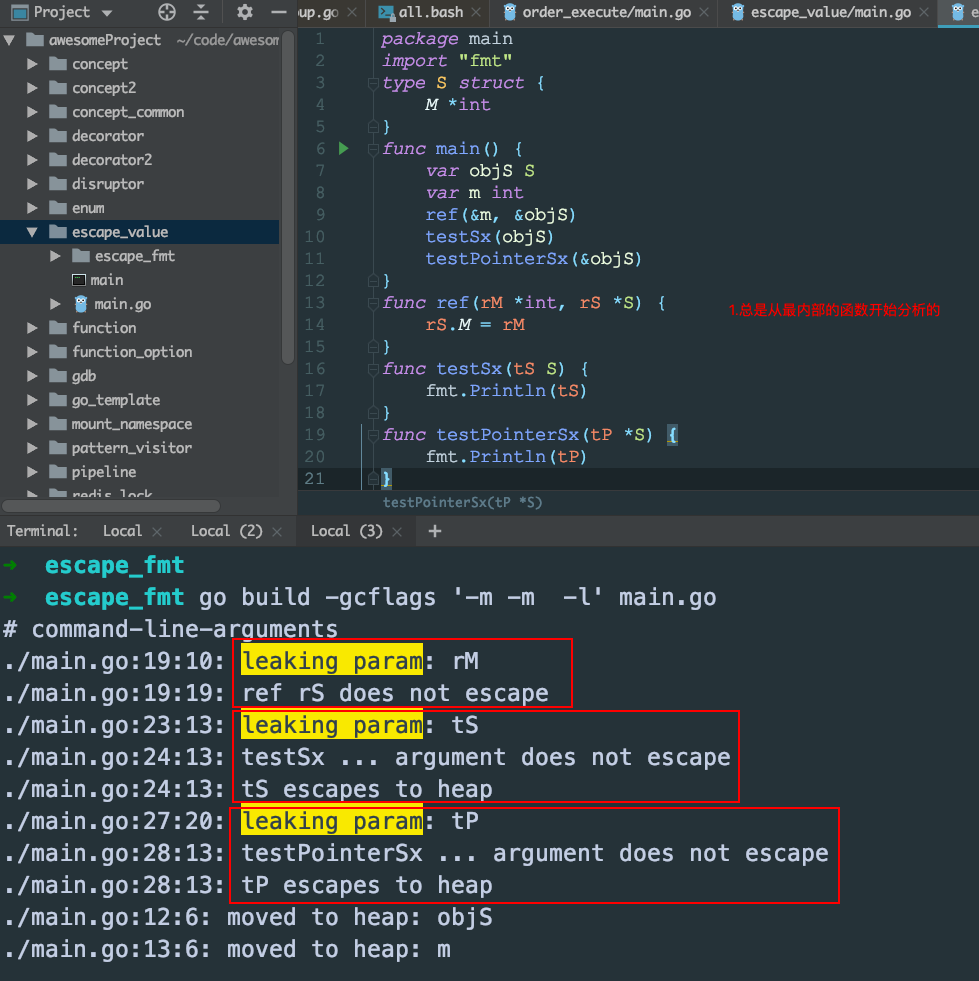 Project
oup.go
all.bash
order_execute/main.go
escape_value/main.go
e
awesomeProject ~/code/awesom
concept
concept2
concept_common
decorator
decorator2
disruptor
enum
escape_value
escape_fmt
main
main.go
function
function_option
gdb
go_template
mount_namespace
pattern_visitor
pipeline
redis_lock
1 package main
2 import "fmt"
3 type S struct {
4 M *int
5 }
6 func main() {
7 var objS S
8 var m int
9 ref(&m, &objS)
10 testSx(objS)
11 testPointerSx(&objS)
12 }
13 func ref(rM *int, rS *S) {
14 rS.M = rM
15 }
16 func testSx(tS S) {
17 fmt.Println(tS)
18 }
19 func testPointerSx(tP *S) {
20 fmt.Println(tP)
21 }
1.总是从最内部的函数开始分析的
testPointerSx(tP *S)
Terminal: Local × Local (2) × Local (3) × +
→ escape_fmt
→ escape_fmt go build -gcflags '-m -m  -l' main.go
# command-line-arguments
./main.go:19:10: leaking param: rM
./main.go:19:19: ref rS does not escape
./main.go:23:13: leaking param: tS
./main.go:24:13: testSx ... argument does not escape
./main.go:24:13: tS escapes to heap
./main.go:27:20: leaking param: tP
./main.go:28:13: testPointerSx ... argument does not escape
./main.go:28:13: tP escapes to heap
./main.go:12:6: moved to heap: objS
./main.go:13:6: moved to heap: m